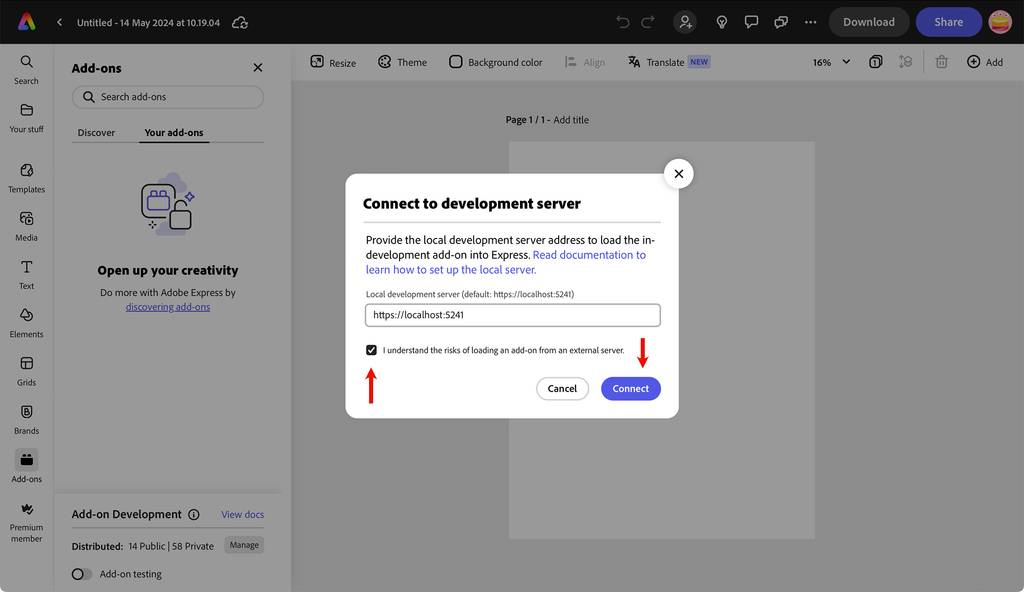 Untitled - 14 May 2024 at 10.19.04
Download
Share
Search
Your stuff
Templates
Media
Text
Elements
Grids
Brands
Add-ons
Premium
member
Add-ons
Search add-ons
Discover
Your add-ons
Open up your creativity
Do more with Adobe Express by
discovering add-ons
Add-on Development
View docs
Distributed: 14 Public | 58 Private
Manage
Add-on testing
Resize
Theme
Background color
Align
Translate NEW
16%
1
Add
Page 1 / 1 - Add title
Connect to development server
Provide the local development server address to load the in-
development add-on into Express. Read documentation to
learn how to set up the local server.
Local development server (default: https://localhost:5241)
https://localhost:5241
I understand the risks of loading an add-on from an external server.
Cancel
Connect